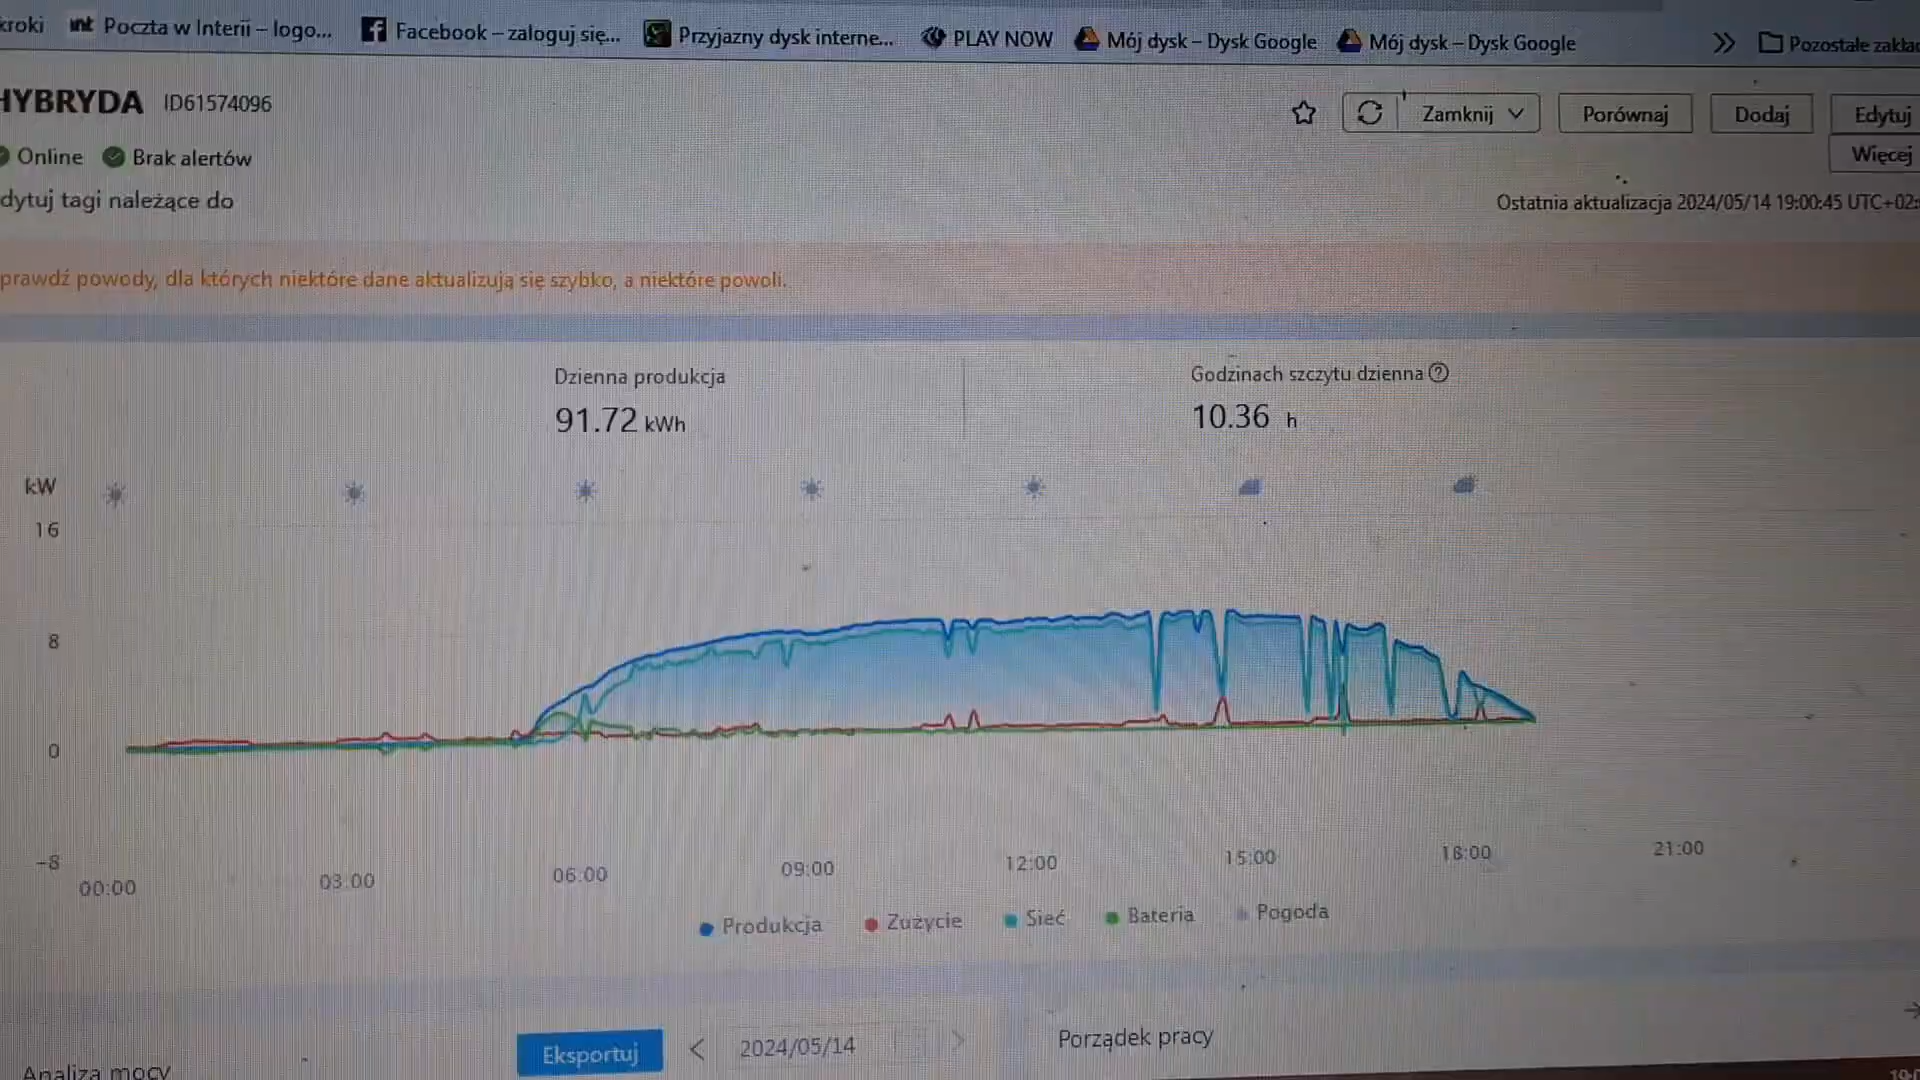 kroki int Poczta w Interii – logo... Facebook – zaloguj się... Przyjazny dysk interne... PLAY NOW Mój dysk – Dysk Google Mój dysk – Dysk Google Pozostałe zakład
HYBRYDA ID61574096 Zamknij Porównaj Dodaj Edytuj
Online Brak alertów Więcej
dytuj tagi należące do Ostatnia aktualizacja 2024/05/14 19:00:45 UTC+02:
prawdź powody, dla których niektóre dane aktualizują się szybko, a niektóre powoli.
Dzienna produkcja Godzinach szczytu dzienna ?
91.72 kWh 10.36 h
kW
16
8
0
-8
00:00 03:00 06:00 09:00 12:00 15:00 18:00 21:00
Produkcja Zużycie Sieć Bateria Pogoda
Eksportuj < 2024/05/14 > Porządek pracy
Analiza mocy